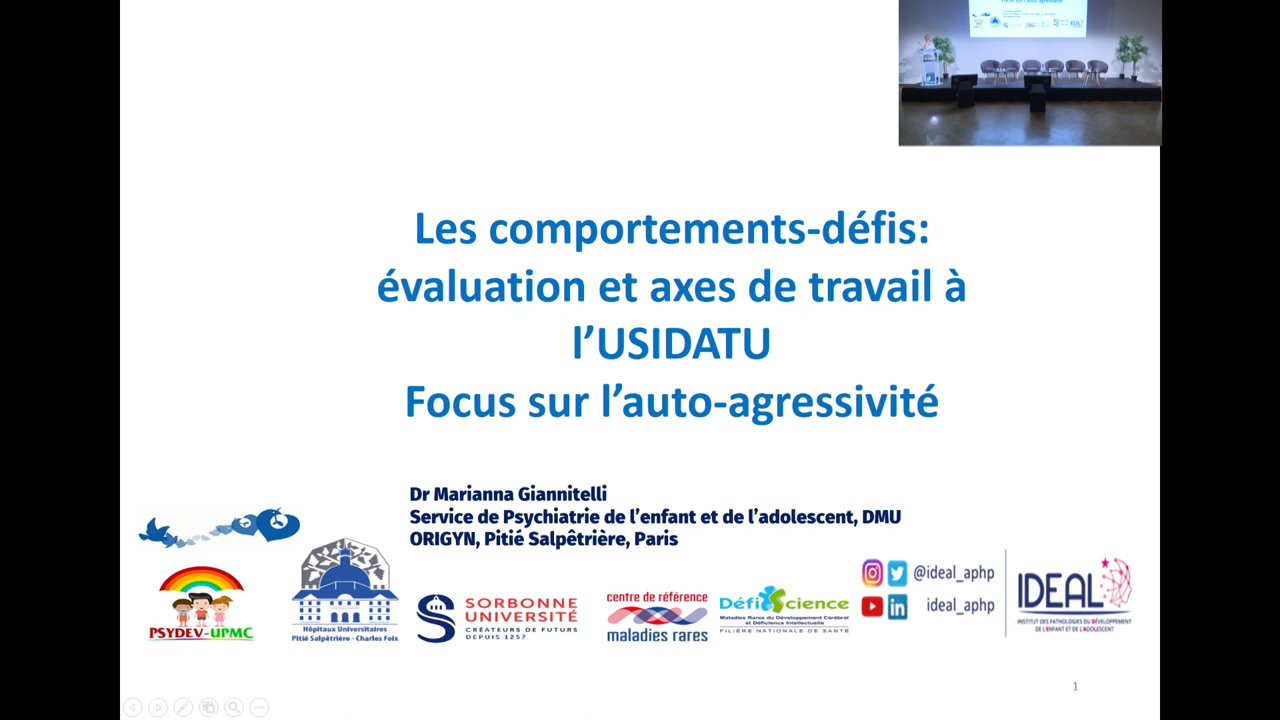 Les comportements-défis:
évaluation et axes de travail à
l’USIDATU
Focus sur l’auto-agressivité
Dr Marianna Giannitelli
Service de Psychiatrie de l’enfant et de l’adolescent, DMU
ORIGYN, Pitié Salpêtrière, Paris
PSYDEV-UPMC
Hôpitaux Universitaires
Pitié Salpêtrière - Charles Foix
SORBONNE
UNIVERSITÉ
CRÉATEURS DE FUTURS
DEPUIS 1257
centre de référence
maladies rares
DéfiScience
Maladies Rares du Développement Cérébral
et Déficience Intellectuelle
FILIÈRE NATIONALE DE SANTÉ
@ideal_aphp
ideal_aphp
IDEAL
INSTITUT DES PATHOLOGIES DU DÉVELOPPEMENT
DE L'ENFANT ET DE L'ADOLESCENT
1